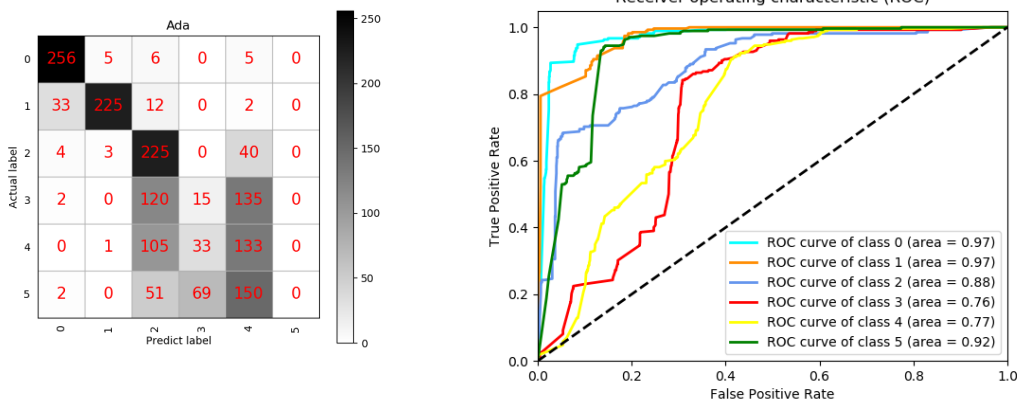 Ada
0 256 5 6 0 5 0
1 33 225 12 0 2 0
2 4 3 225 0 40 0
3 2 0 120 15 135 0
4 0 1 105 33 133 0
5 2 0 51 69 150 0
0 1 2 3 4 5
Actual label
Predict label
250
200
150
100
50
0
Receiver operating characteristic (ROC)
1.0
0.8
0.6
0.4
0.2
0.0
True Positive Rate
ROC curve of class 0 (area = 0.97)
ROC curve of class 1 (area = 0.97)
ROC curve of class 2 (area = 0.88)
ROC curve of class 3 (area = 0.76)
ROC curve of class 4 (area = 0.77)
ROC curve of class 5 (area = 0.92)
0.0 0.2 0.4 0.6 0.8 1.0
False Positive Rate